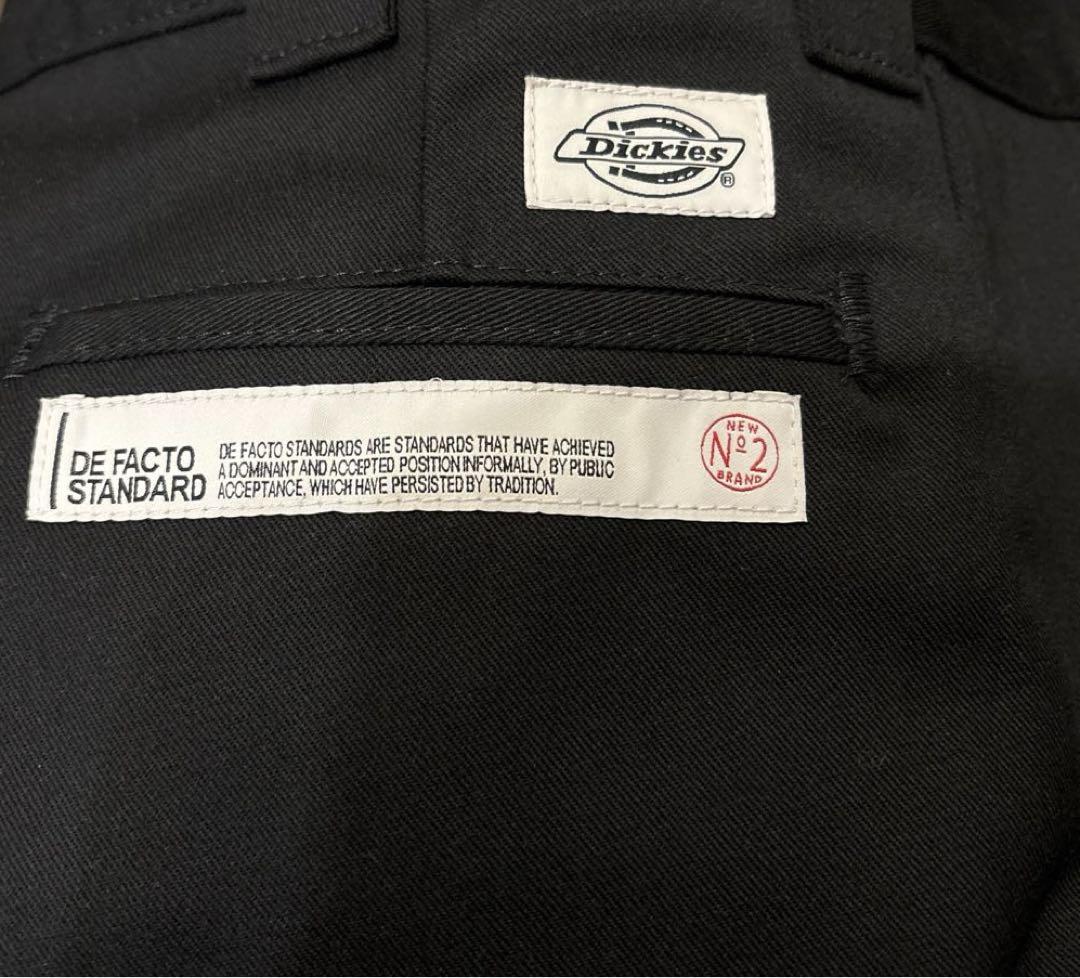 Dickies
®
DE FACTO
STANDARD
DE FACTO STANDARDS ARE STANDARDS THAT HAVE ACHIEVED
A DOMINANT AND ACCEPTED POSITION INFORMALLY, BY PUBLIC
ACCEPTANCE, WHICH HAVE PERSISTED BY TRADITION.
NEW
Nº2
BRAND